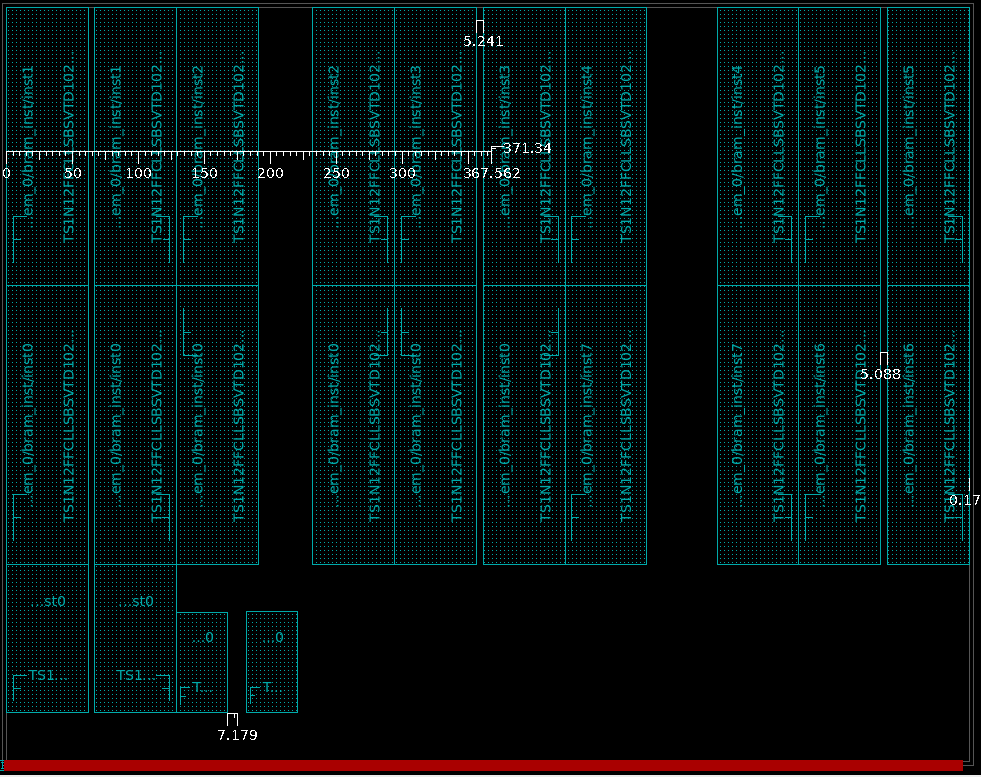 5.241
...em_0/bram_inst/inst1
TS1N12FFCLLSBSVTD102...
...em_0/bram_inst/inst1
TS1N12FFCLLSBSVTD102...
...em_0/bram_inst/inst2
TS1N12FFCLLSBSVTD102...
...em_0/bram_inst/inst2
TS1N12FFCLLSBSVTD102...
...em_0/bram_inst/inst3
TS1N12FFCLLSBSVTD102...
...em_0/bram_inst/inst3
TS1N12FFCLLSBSVTD102...
...em_0/bram_inst/inst4
TS1N12FFCLLSBSVTD102...
...em_0/bram_inst/inst4
TS1N12FFCLLSBSVTD102...
...em_0/bram_inst/inst5
TS1N12FFCLLSBSVTD102...
...em_0/bram_inst/inst5
TS1N12FFCLLSBSVTD102...
371.34
0 50 100 150 200 250 300 367.562
...em_0/bram_inst/inst0
TS1N12FFCLLSBSVTD102...
...em_0/bram_inst/inst0
TS1N12FFCLLSBSVTD102...
...em_0/bram_inst/inst0
TS1N12FFCLLSBSVTD102...
...em_0/bram_inst/inst0
TS1N12FFCLLSBSVTD102...
...em_0/bram_inst/inst0
TS1N12FFCLLSBSVTD102...
...em_0/bram_inst/inst0
TS1N12FFCLLSBSVTD102...
...em_0/bram_inst/inst7
TS1N12FFCLLSBSVTD102...
...em_0/bram_inst/inst7
TS1N12FFCLLSBSVTD102...
...em_0/bram_inst/inst6
TS1N12FFCLLSBSVTD102...
...em_0/bram_inst/inst6
TS1N12FFCLLSBSVTD102...
5.088
0.17
...st0
TS1...
...st0
TS1...
...0
T...
...0
T...
7.179